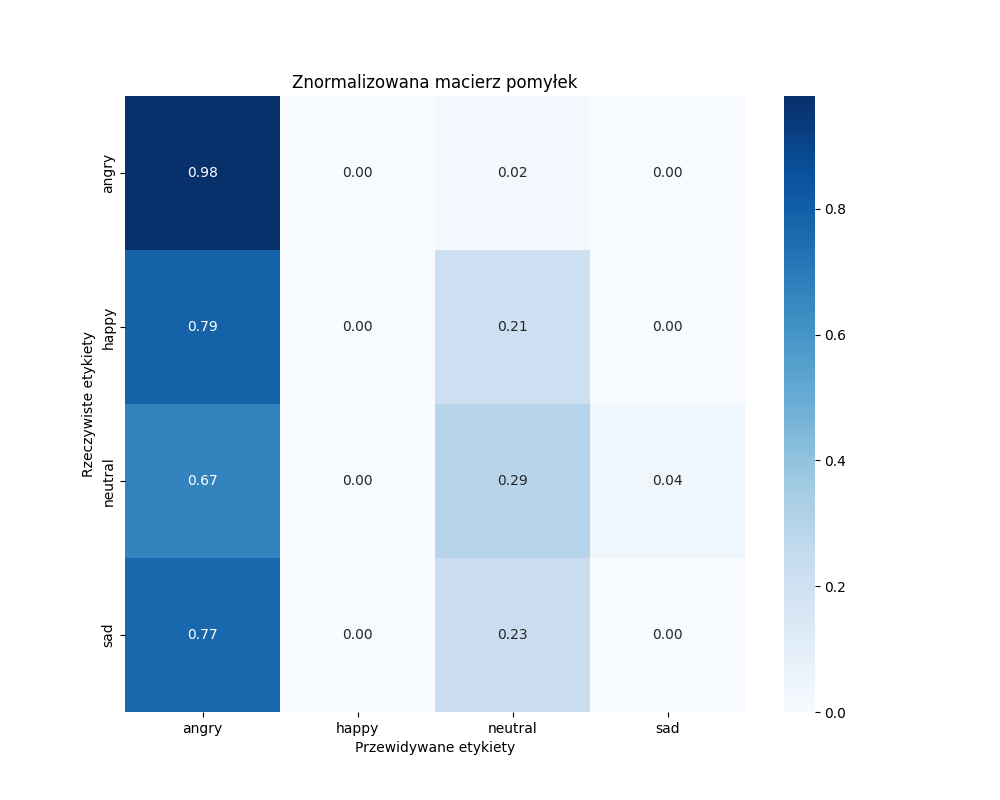 Znormalizowana macierz pomyłek
Rzeczywiste etykiety
angry 0.98 0.00 0.02 0.00
happy 0.79 0.00 0.21 0.00
neutral 0.67 0.00 0.29 0.04
sad 0.77 0.00 0.23 0.00
angry happy neutral sad
Przewidywane etykiety
0.8
0.6
0.4
0.2
0.0